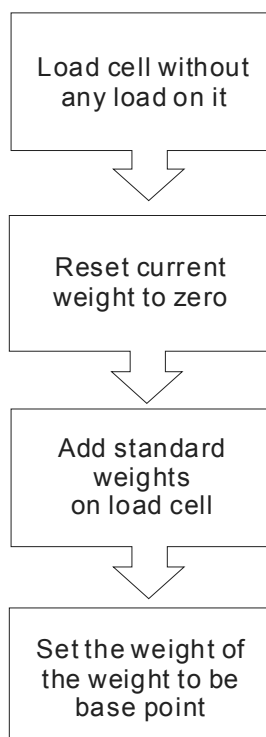 Load cell without
any load on it
Reset current
weight to zero
Add standard
weights
on load cell
Set the weight of
the weight to be
base point